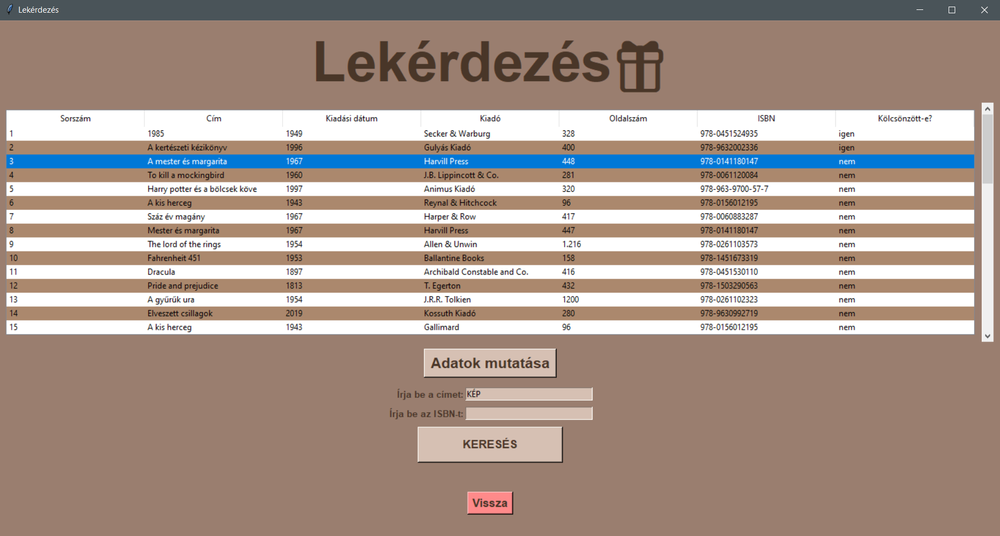 Lekérdezés
Lekérdezés
Sorszám Cím Kiadási dátum Kiadó Oldalszám ISBN Kölcsönzött-e?
1 1985 1949 Secker & Warburg 328 978-0451524935 igen
2 A kertészeti kézikönyv 1996 Gulyás Kiadó 400 978-9632002336 igen
3 A mester és margarita 1967 Harvill Press 448 978-0141180147 nem
4 To kill a mockingbird 1960 J.B. Lippincott & Co. 281 978-0061120084 nem
5 Harry potter és a bölcsek köve 1997 Animus Kiadó 320 978-963-9700-57-7 nem
6 A kis herceg 1943 Reynal & Hitchcock 96 978-0156012195 nem
7 Száz év magány 1967 Harper & Row 417 978-0060883287 nem
8 Mester és margarita 1967 Harvill Press 447 978-0141180147 nem
9 The lord of the rings 1954 Allen & Unwin 1.216 978-0261103573 nem
10 Fahrenheit 451 1953 Ballantine Books 158 978-1451673319 nem
11 Dracula 1897 Archibald Constable and Co. 416 978-0451530110 nem
12 Pride and prejudice 1813 T. Egerton 432 978-1503290563 nem
13 A gyűrűk ura 1954 J.R.R. Tolkien 1200 978-0261102323 nem
14 Elveszett csillagok 2019 Kossuth Kiadó 280 978-9630992719 nem
15 A kis herceg 1943 Gallimard 96 978-0156012195 nem
Adatok mutatása
Írja be a címet: KÉP
Írja be az ISBN-t:
KERESÉS
Vissza